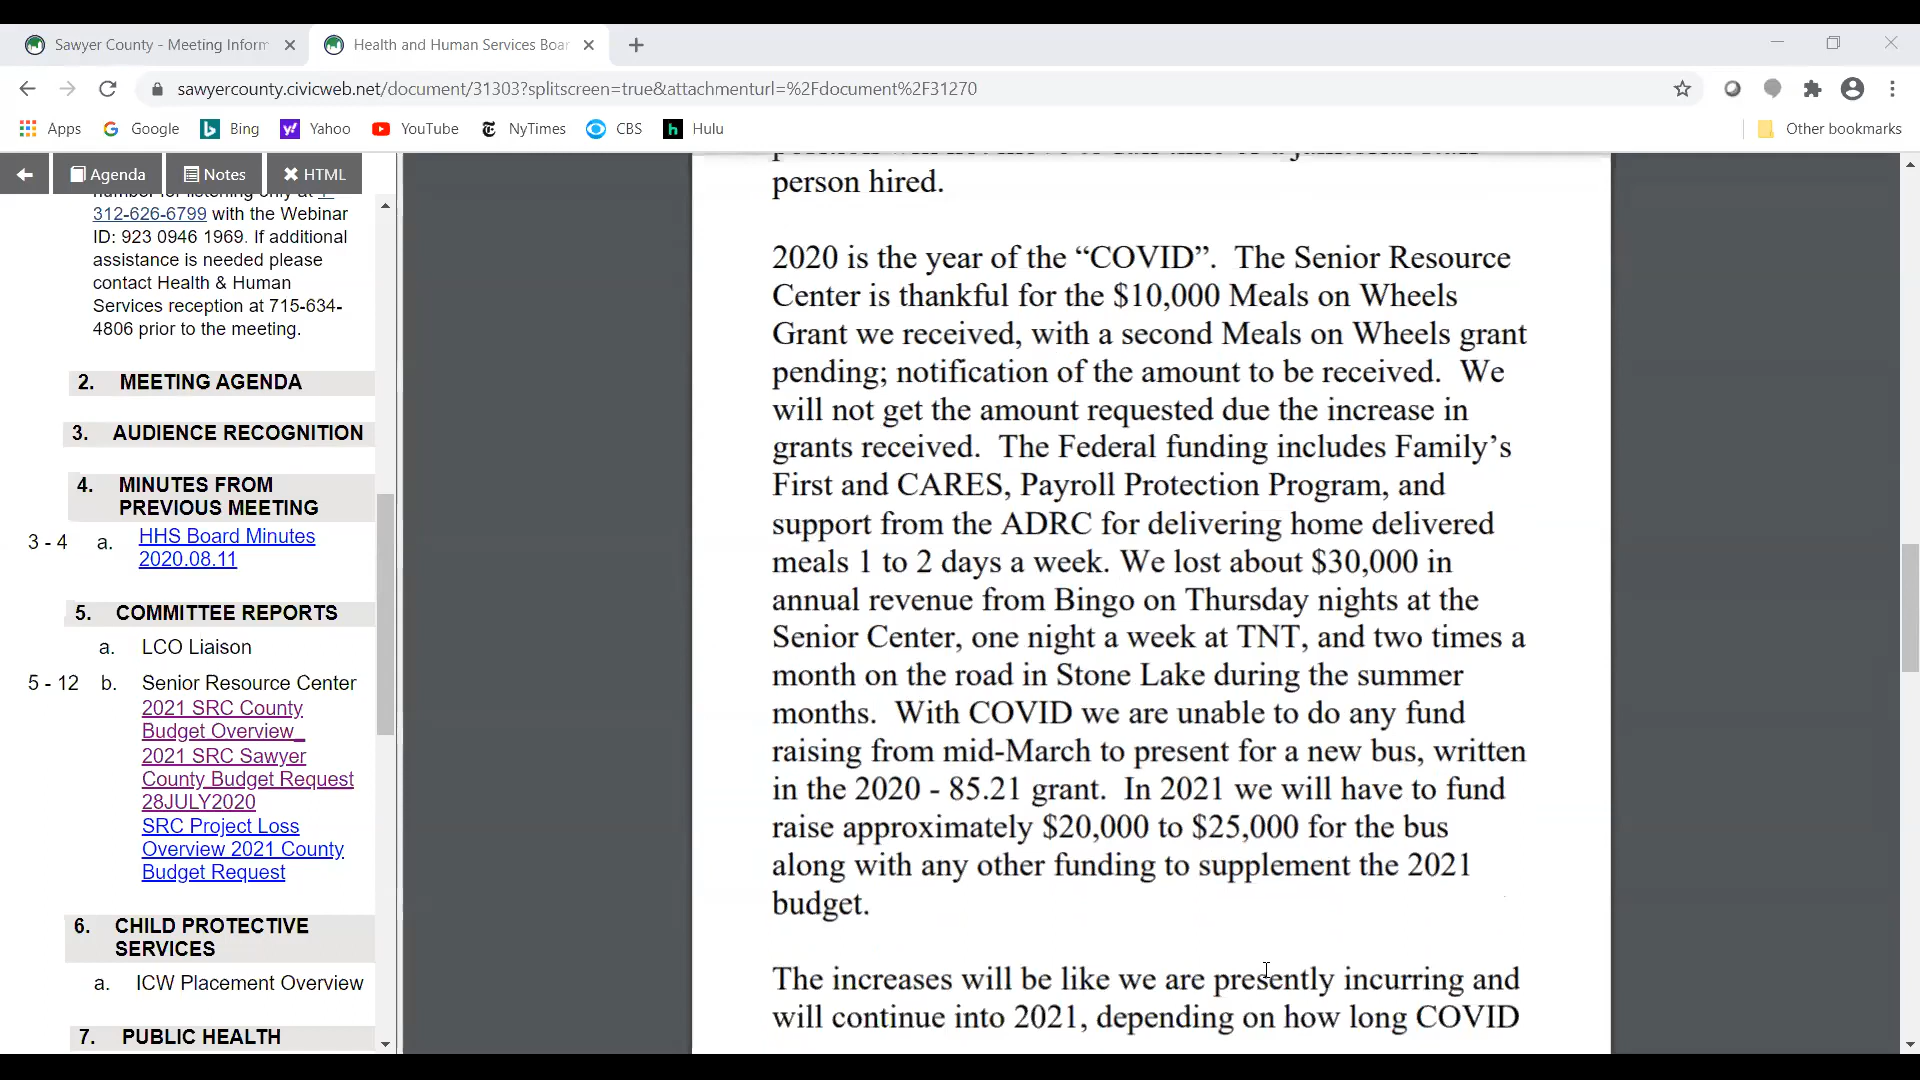 Sawyer County - Meeting Inform
Health and Human Services Boar
sawyercounty.civicweb.net/document/31303?splitscreen=true&attachmenturl=%2Fdocument%2F31270
Apps
Google
Bing
Yahoo
YouTube
NyTimes
CBS
Hulu
Other bookmarks
Agenda
Notes
HTML
number for listening only at 1-
312-626-6799 with the Webinar
ID: 923 0946 1969. If additional
assistance is needed please
contact Health & Human
Services reception at 715-634-
4806 prior to the meeting.
2. MEETING AGENDA
3. AUDIENCE RECOGNITION
4. MINUTES FROM
PREVIOUS MEETING
3 - 4 a. HHS Board Minutes
2020.08.11
5. COMMITTEE REPORTS
a. LCO Liaison
5 - 12 b. Senior Resource Center
2021 SRC County
Budget Overview_
2021 SRC Sawyer
County Budget Request
28JULY2020
SRC Project Loss
Overview 2021 County
Budget Request
6. CHILD PROTECTIVE
SERVICES
a. ICW Placement Overview
7. PUBLIC HEALTH
person hired.
2020 is the year of the “COVID”. The Senior Resource
Center is thankful for the $10,000 Meals on Wheels
Grant we received, with a second Meals on Wheels grant
pending; notification of the amount to be received. We
will not get the amount requested due the increase in
grants received. The Federal funding includes Family’s
First and CARES, Payroll Protection Program, and
support from the ADRC for delivering home delivered
meals 1 to 2 days a week. We lost about $30,000 in
annual revenue from Bingo on Thursday nights at the
Senior Center, one night a week at TNT, and two times a
month on the road in Stone Lake during the summer
months. With COVID we are unable to do any fund
raising from mid-March to present for a new bus, written
in the 2020 - 85.21 grant. In 2021 we will have to fund
raise approximately $20,000 to $25,000 for the bus
along with any other funding to supplement the 2021
budget.
The increases will be like we are presently incurring and
will continue into 2021, depending on how long COVID